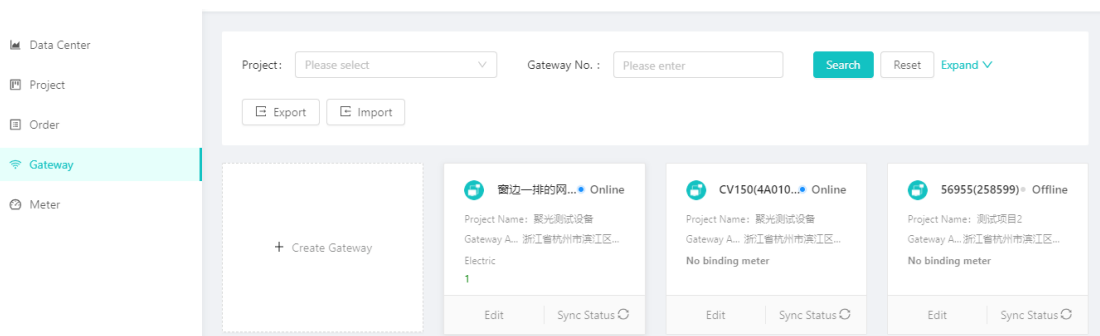 Data Center
Project
Order
Gateway
Meter
Project: Please select Gateway No. : Please enter Search Reset Expand
Export Import
+ Create Gateway
窗边一排的网... Online
Project Name: 聚光测试设备
Gateway A... 浙江省杭州市滨江区...
Electric
1
Edit Sync Status
CV150(4A010... Online
Project Name: 聚光测试设备
Gateway A... 浙江省杭州市滨江区...
No binding meter
Edit Sync Status
56955(258599) Offline
Project Name: 测试项目2
Gateway A... 浙江省杭州市滨江区...
No binding meter
Edit Sync Status